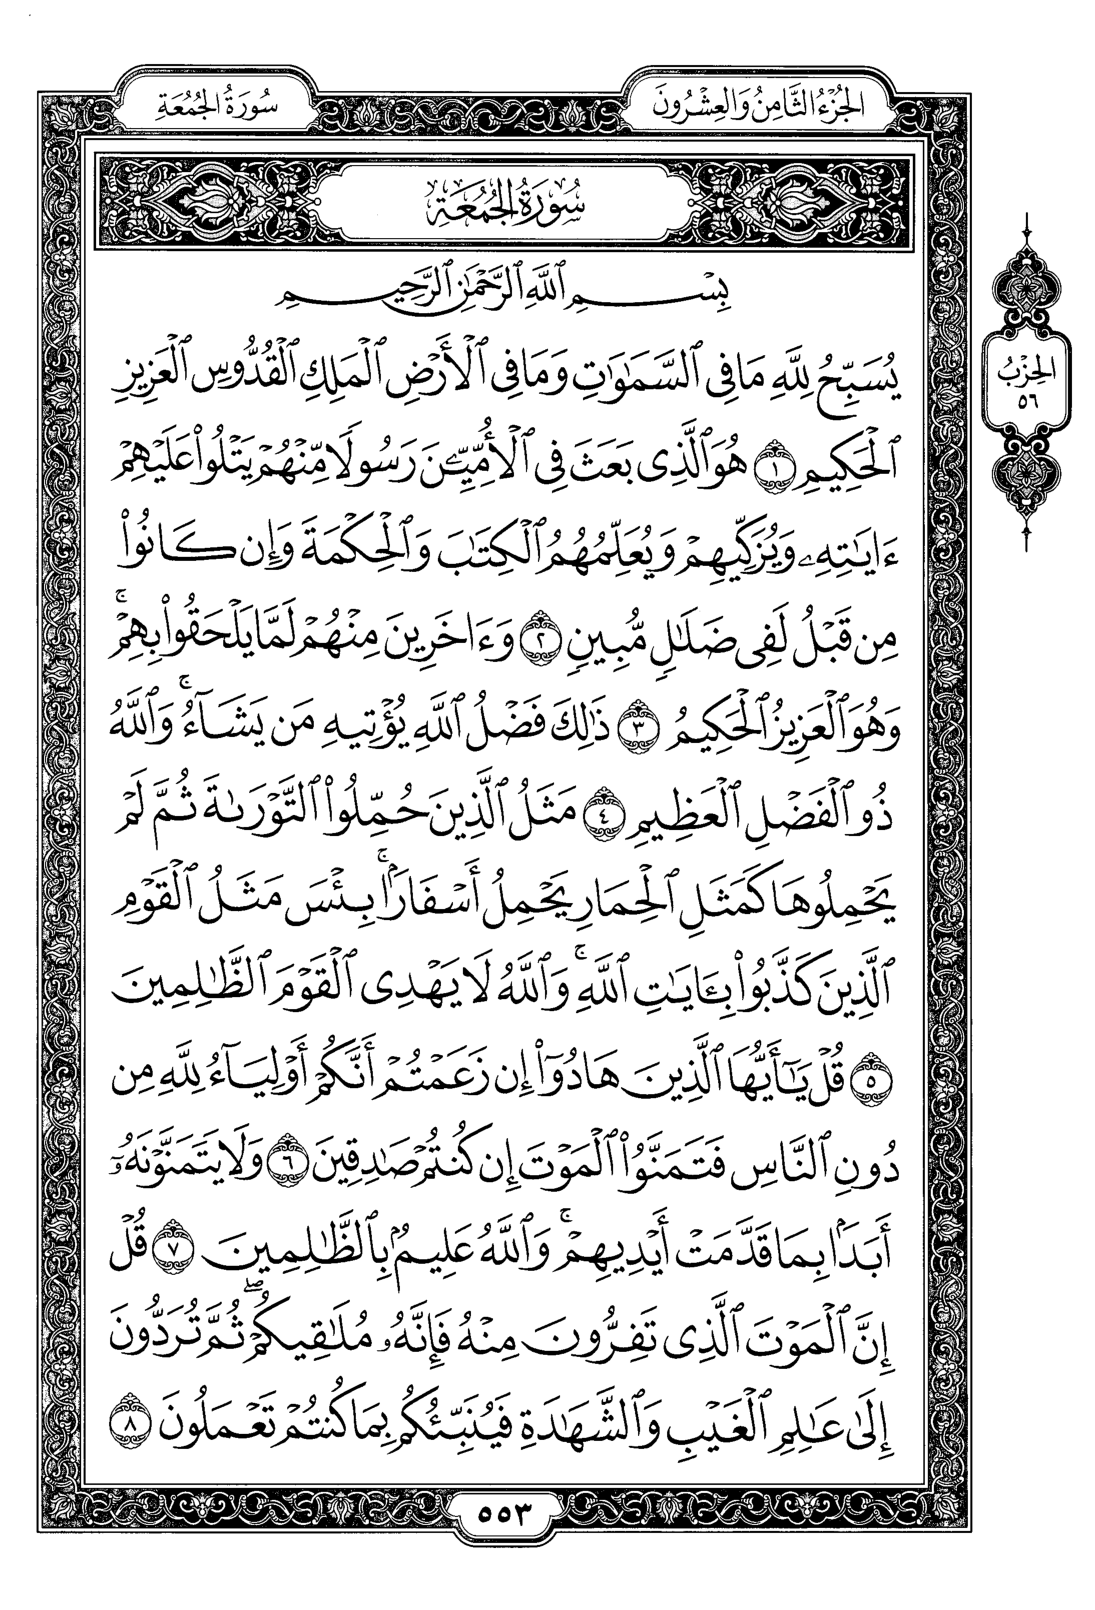 الجُزْءُ الثَّامِنُ وَالعِشْرُونَ
سُورَةُ الجُمُعَةِ
سُورَةُ الجُمُعَةِ
بِسْمِ ٱللَّهِ ٱلرَّحْمَٰنِ ٱلرَّحِيمِ
يُسَبِّحُ لِلَّهِ مَا فِى ٱلسَّمَٰوَٰتِ وَمَا فِى ٱلْأَرْضِ ٱلْمَلِكِ ٱلْقُدُّوسِ ٱلْعَزِيزِ
ٱلْحَكِيمِ ١ هُوَ ٱلَّذِى بَعَثَ فِى ٱلْأُمِّيِّـۧنَ رَسُولًا مِّنْهُمْ يَتْلُوا۟ عَلَيْهِمْ
ءَايَٰتِهِۦ وَيُزَكِّيهِمْ وَيُعَلِّمُهُمُ ٱلْكِتَٰبَ وَٱلْحِكْمَةَ وَإِن كَانُوا۟
مِن قَبْلُ لَفِى ضَلَٰلٍ مُّبِينٍ ٢ وَءَاخَرِينَ مِنْهُمْ لَمَّا يَلْحَقُوا۟ بِهِمْ ۚ
وَهُوَ ٱلْعَزِيزُ ٱلْحَكِيمُ ٣ ذَٰلِكَ فَضْلُ ٱللَّهِ يُؤْتِيهِ مَن يَشَآءُ ۚ وَٱللَّهُ
ذُو ٱلْفَضْلِ ٱلْعَظِيمِ ٤ مَثَلُ ٱلَّذِينَ حُمِّلُوا۟ ٱلتَّوْرَىٰةَ ثُمَّ لَمْ
يَحْمِلُوهَا كَمَثَلِ ٱلْحِمَارِ يَحْمِلُ أَسْفَارًۢا ۚ بِئْسَ مَثَلُ ٱلْقَوْمِ
ٱلَّذِينَ كَذَّبُوا۟ بِـَٔايَٰتِ ٱللَّهِ ۚ وَٱللَّهُ لَا يَهْدِى ٱلْقَوْمَ ٱلظَّٰلِمِينَ
٥ قُلْ يَٰٓأَيُّهَا ٱلَّذِينَ هَادُوٓا۟ إِن زَعَمْتُمْ أَنَّكُمْ أَوْلِيَآءُ لِلَّهِ مِن
دُونِ ٱلنَّاسِ فَتَمَنَّوُا۟ ٱلْمَوْتَ إِن كُنتُمْ صَٰدِقِينَ ٦ وَلَا يَتَمَنَّوْنَهُۥٓ
أَبَدًۢا بِمَا قَدَّمَتْ أَيْدِيهِمْ ۚ وَٱللَّهُ عَلِيمٌۢ بِٱلظَّٰلِمِينَ ٧ قُلْ
إِنَّ ٱلْمَوْتَ ٱلَّذِى تَفِرُّونَ مِنْهُ فَإِنَّهُۥ مُلَٰقِيكُمْ ۖ ثُمَّ تُرَدُّونَ
إِلَىٰ عَٰلِمِ ٱلْغَيْبِ وَٱلشَّهَٰدَةِ فَيُنَبِّئُكُم بِمَا كُنتُمْ تَعْمَلُونَ ٨
الحِزْبُ
٥٦
٥٥٣